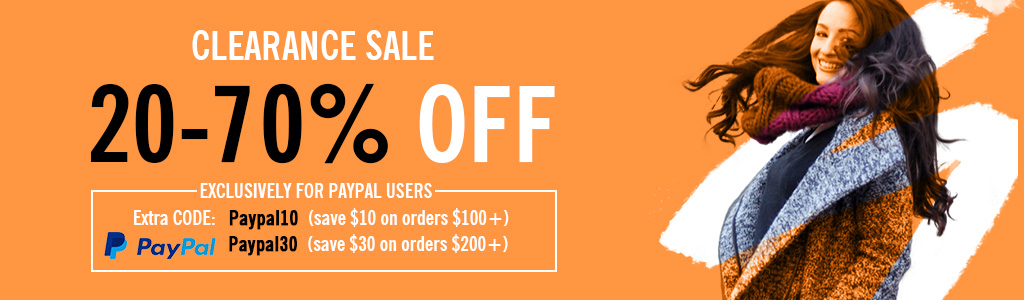 CLEARANCE SALE
20-70% OFF
EXCLUSIVELY FOR PAYPAL USERS
Extra CODE: Paypal10 (save $10 on orders $100+)
PayPal Paypal30 (save $30 on orders $200+)